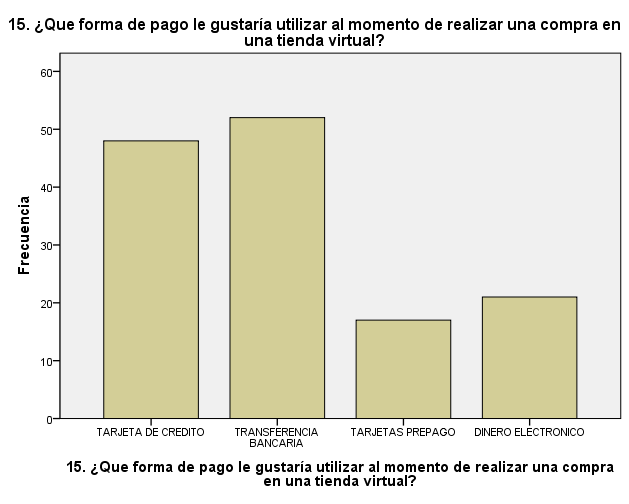 15. ¿Que forma de pago le gustaría utilizar al momento de realizar una compra en
una tienda virtual?
60
50
40
30
20
10
0
Frecuencia
TARJETA DE CREDITO
TRANSFERENCIA
BANCARIA
TARJETAS PREPAGO
DINERO ELECTRONICO
15. ¿Que forma de pago le gustaría utilizar al momento de realizar una compra
en una tienda virtual?